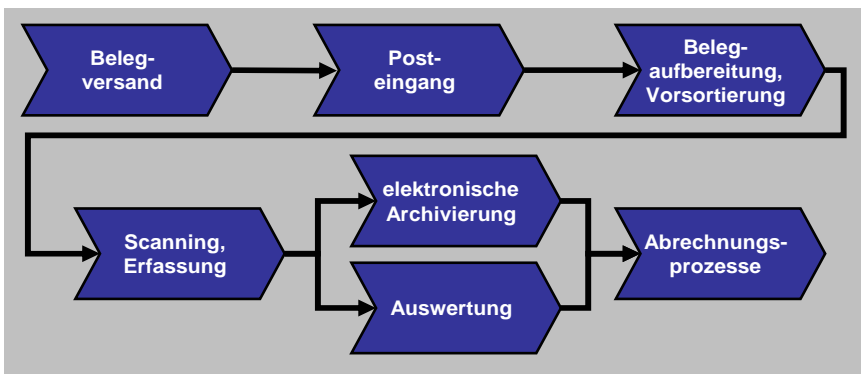 Beleg-
versand
Post-
eingang
Beleg-
aufbereitung,
Vorsortierung
Scanning,
Erfassung
elektronische
Archivierung
Auswertung
Abrechnungs-
prozesse